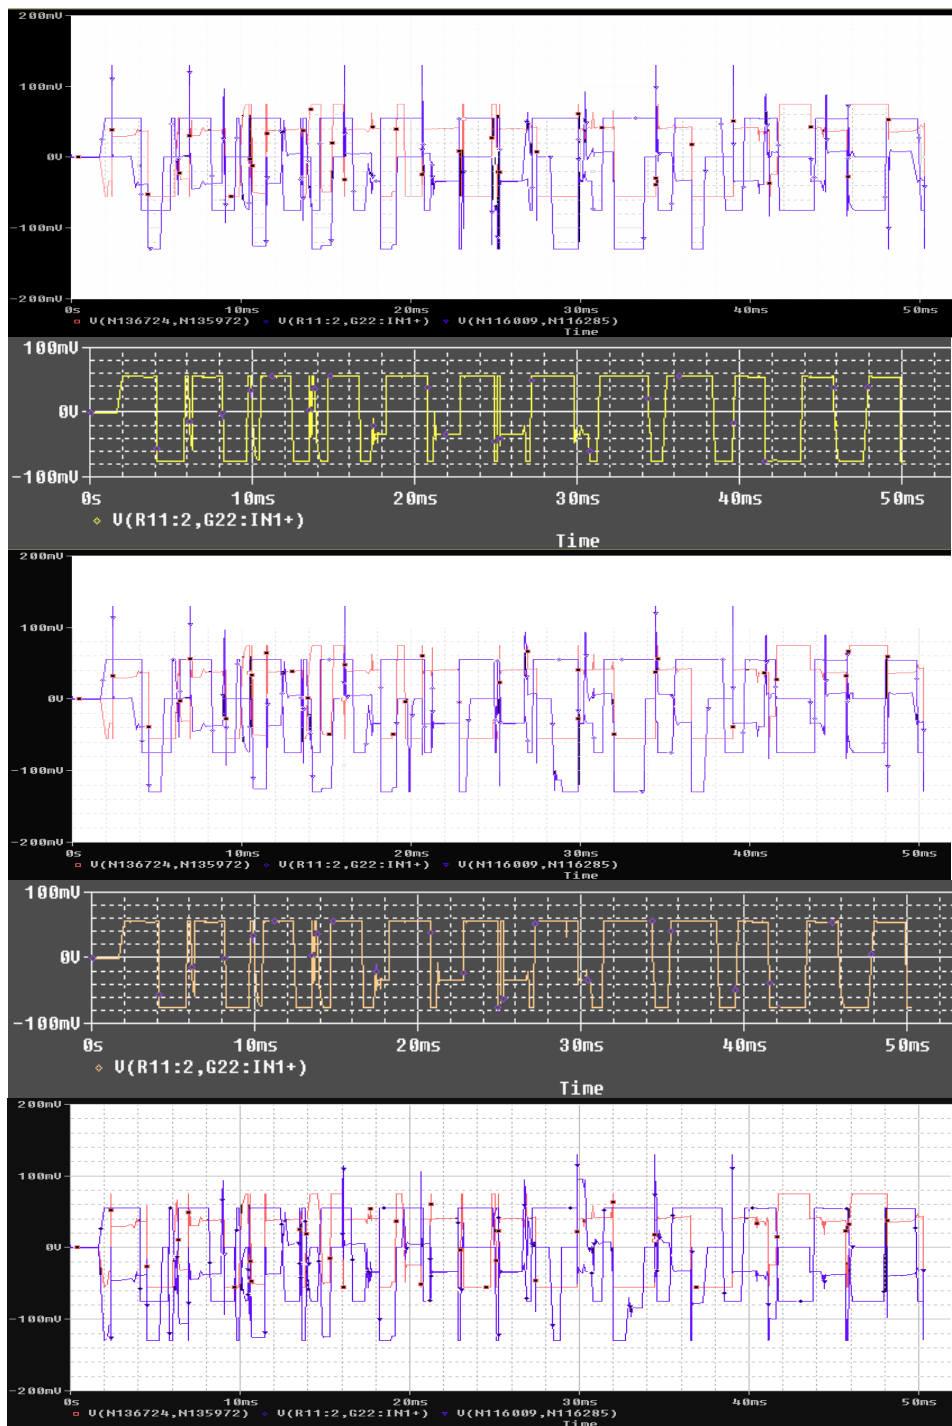 200mV
100mV
0V
-100mV
-200mV
0s 10ms 20ms 30ms 40ms 50ms
V(N136724,N135972) V(R11:2,G22:IN1+) V(N116009,N116285)
Time
100mV
0V
-100mV
0s 10ms 20ms 30ms 40ms 50ms
V(R11:2,G22:IN1+)
Time
200mV
100mV
0V
-100mV
-200mV
0s 10ms 20ms 30ms 40ms 50ms
V(N136724,N135972) V(R11:2,G22:IN1+) V(N116009,N116285)
Time
100mV
0V
-100mV
0s 10ms 20ms 30ms 40ms 50ms
V(R11:2,G22:IN1+)
Time
200mV
100mV
0V
-100mV
-200mV
0s 10ms 20ms 30ms 40ms 50ms
V(N136724,N135972) V(R11:2,G22:IN1+) V(N116009,N116285)
Time